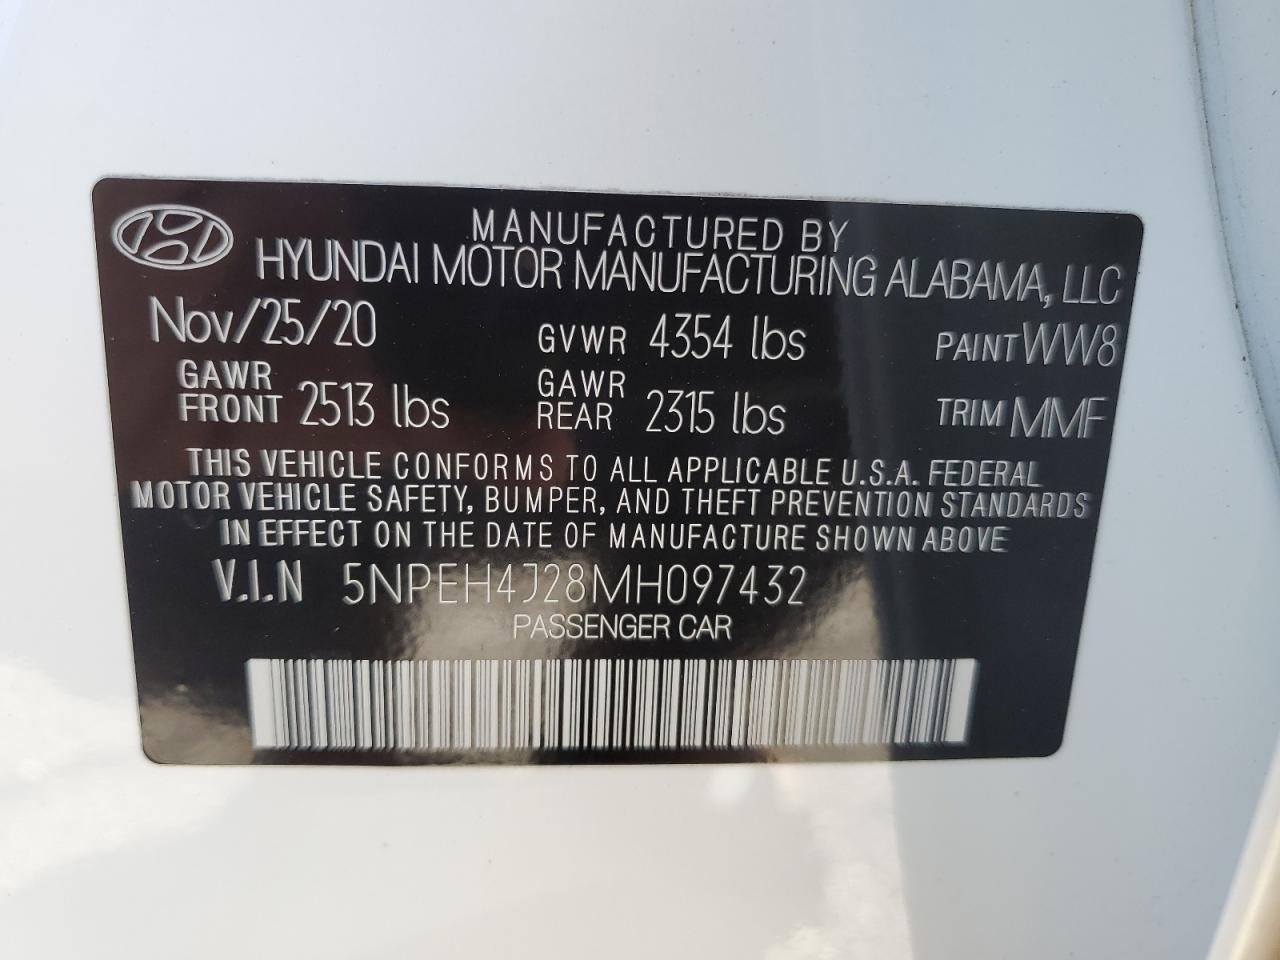 MANUFACTURED BY
HYUNDAI MOTOR MANUFACTURING ALABAMA, LLC
Nov/25/20 GVWR 4354 lbs PAINT WW8
GAWR FRONT 2513 lbs GAWR REAR 2315 lbs TRIM MMF
THIS VEHICLE CONFORMS TO ALL APPLICABLE U.S.A. FEDERAL
MOTOR VEHICLE SAFETY, BUMPER, AND THEFT PREVENTION STANDARDS
IN EFFECT ON THE DATE OF MANUFACTURE SHOWN ABOVE
V.I.N 5NPEH4J28MH097432
PASSENGER CAR